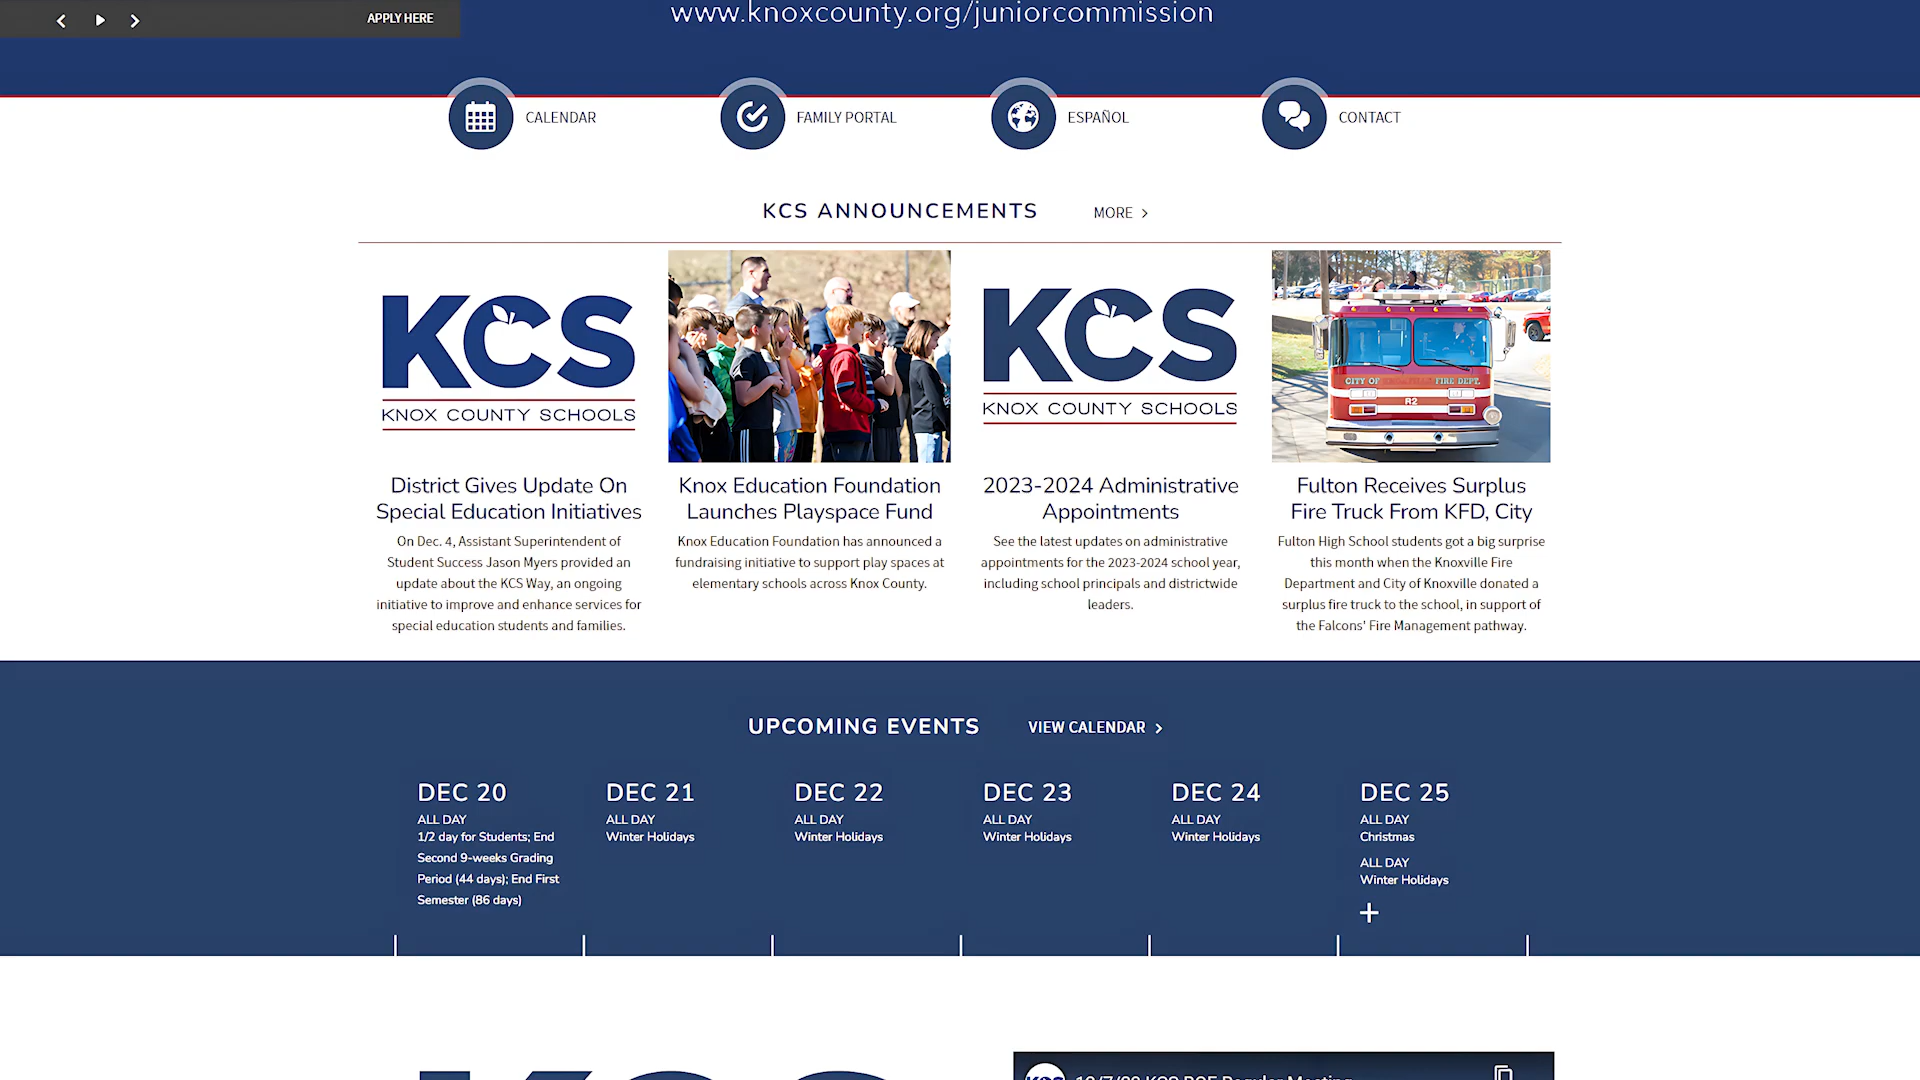 APPLY HERE
www.knoxcounty.org/juniorcommission
CALENDAR
FAMILY PORTAL
ESPAÑOL
CONTACT
KCS ANNOUNCEMENTS
MORE
KCS
KNOX COUNTY SCHOOLS
District Gives Update On
Special Education Initiatives
On Dec. 4, Assistant Superintendent of
Student Success Jason Myers provided an
update about the KCS Way, an ongoing
initiative to improve and enhance services for
special education students and families.
Knox Education Foundation
Launches Playspace Fund
Knox Education Foundation has announced a
fundraising initiative to support play spaces at
elementary schools across Knox County.
KCS
KNOX COUNTY SCHOOLS
2023-2024 Administrative
Appointments
See the latest updates on administrative
appointments for the 2023-2024 school year,
including school principals and districtwide
leaders.
CITY OF FIRE DEPT.
R2
Fulton Receives Surplus
Fire Truck From KFD, City
Fulton High School students got a big surprise
this month when the Knoxville Fire
Department and City of Knoxville donated a
surplus fire truck to the school, in support of
the Falcons' Fire Management pathway.
UPCOMING EVENTS
VIEW CALENDAR
DEC 20
ALL DAY
1/2 day for Students; End
Second 9-weeks Grading
Period (44 days); End First
Semester (86 days)
DEC 21
ALL DAY
Winter Holidays
DEC 22
ALL DAY
Winter Holidays
DEC 23
ALL DAY
Winter Holidays
DEC 24
ALL DAY
Winter Holidays
DEC 25
ALL DAY
Christmas
ALL DAY
Winter Holidays
+
KCS
KCS BOE Regular Meeting